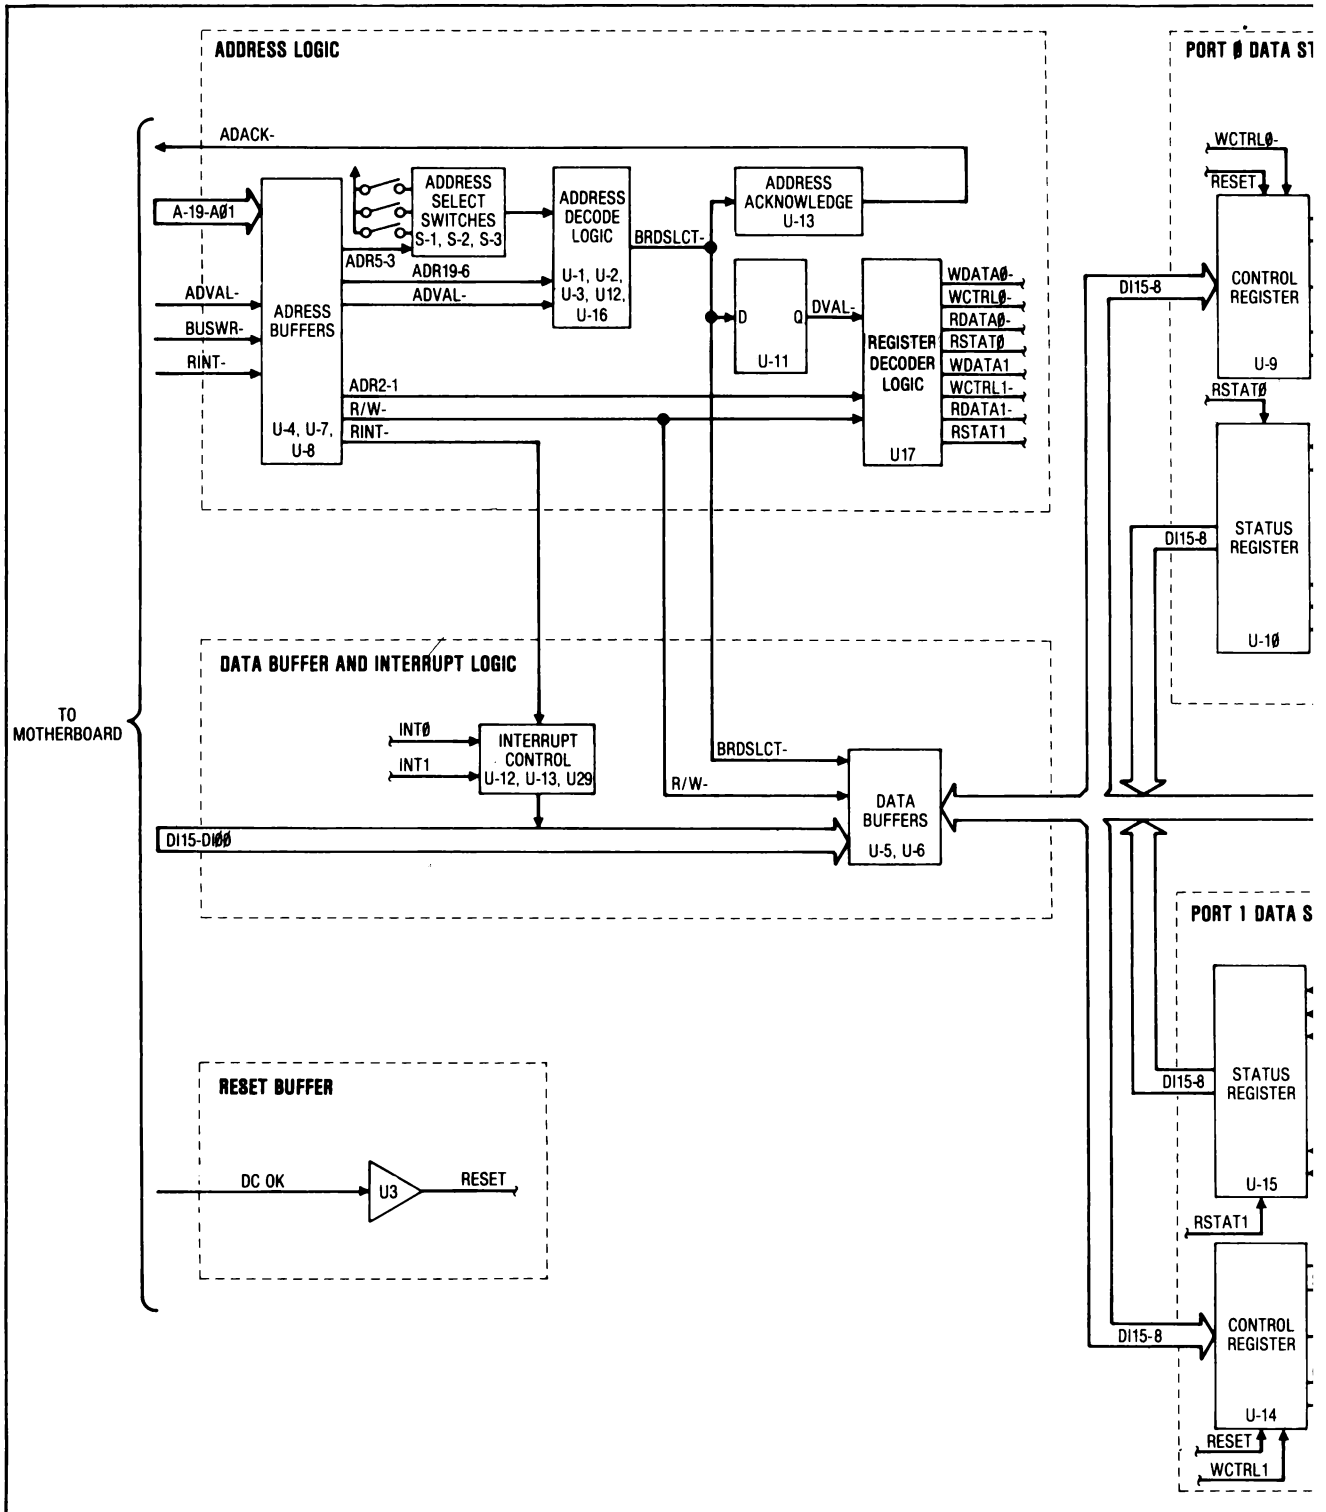 ADDRESS LOGIC
ADACK-
A-19-AØ1
ADVAL-
BUSWR-
RINT-
ADRESS
BUFFERS
U-4, U-7,
U-8
ADDRESS
SELECT
SWITCHES
S-1, S-2, S-3
ADR5-3
ADR19-6
ADVAL-
ADR2-1
R/W-
RINT-
ADDRESS
DECODE
LOGIC
U-1, U-2,
U-3, U12,
U-16
BRDSLCT-
ADDRESS
ACKNOWLEDGE
U-13
D
Q
U-11
DVAL-
REGISTER
DECODER
LOGIC
U17
WDATAØ-
WCTRLØ-
RDATAØ-
RSTATØ
WDATA1
WCTRL1-
RDATA1-
RSTAT1
PORT Ø DATA ST
WCTRLØ-
RESET
DI15-8
CONTROL
REGISTER
U-9
RSTATØ
DI15-8
STATUS
REGISTER
U-1Ø
TO
MOTHERBOARD
DATA BUFFER AND INTERRUPT LOGIC
INTØ
INT1
INTERRUPT
CONTROL
U-12, U-13, U29
BRDSLCT-
R/W-
DATA
BUFFERS
U-5, U-6
DI15-DIØØ
PORT 1 DATA S
DI15-8
STATUS
REGISTER
U-15
RSTAT1
DI15-8
CONTROL
REGISTER
U-14
RESET
WCTRL1
RESET BUFFER
DC OK
U3
RESET